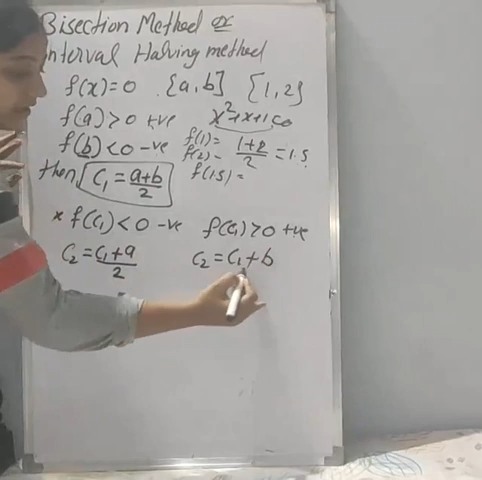 Bisection Method or
Interval Halving method
f(x)=0 {a,b] {1,2}
f(a)>0 +ve x²+x+1=0
f(b)<0 -ve f(1)= 1+2/2 =1.5
f(2)-
then, C₁ = a+b/2 f(1.5) =
× f(C₁)<0 -ve f(C₁)>0 +ve
C₂ = C₁+a/2 C₂ = C₁+b